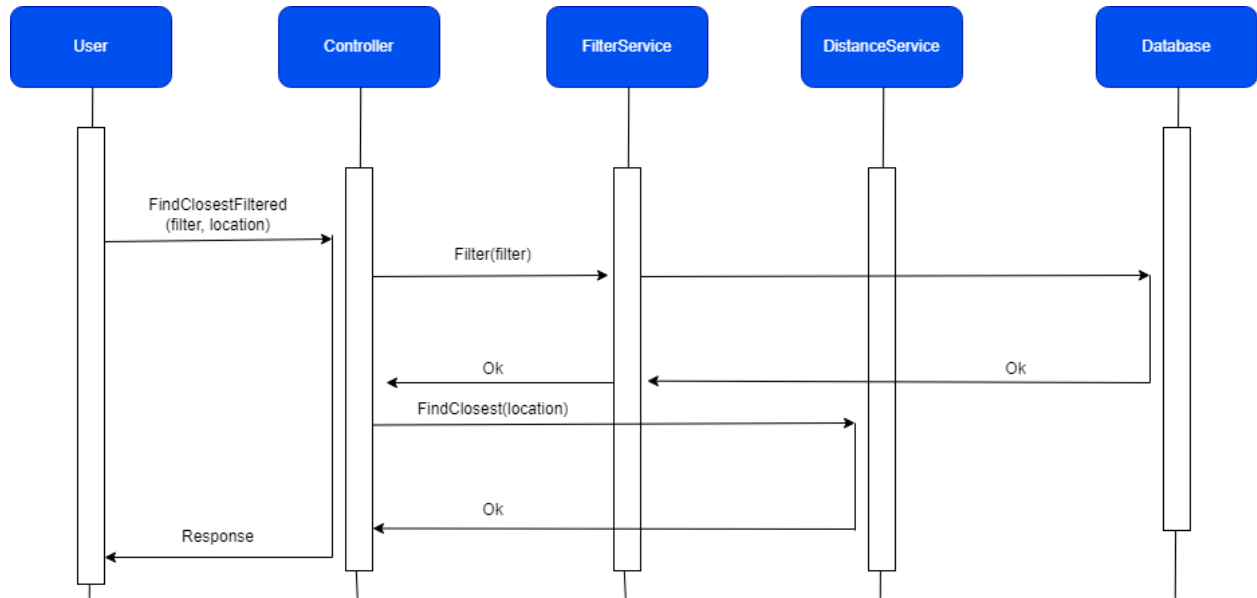 User
Controller
FilterService
DistanceService
Database
FindClosestFiltered
(filter, location)
Filter(filter)
Ok
Ok
FindClosest(location)
Ok
Response